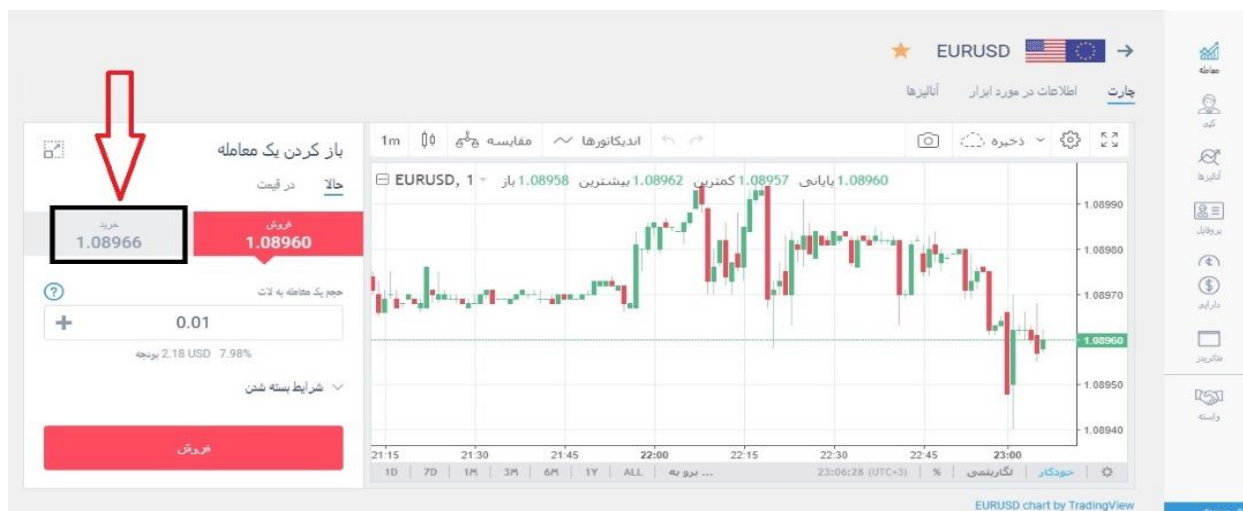 EURUSD
چارت اطلاعات در مورد ابزار آنالیزها
معامله
کپی
آنالیزها
پروفایل
دارایی
متاتریدر
وابسته
1m مقایسه اندیکاتورها ذخیره
EURUSD, 1 باز 1.08958 بیشترین 1.08962 کمترین 1.08957 پایانی 1.08960
1.08990
1.08980
1.08970
1.08960
1.08950
1.08940
21:15 21:30 21:45 22:00 22:15 22:30 22:45 23:00
1D 7D 1M 3M 6M 1Y ALL برو به ... 23:06:28 (UTC+3) % لگاریتمی خودکار
EURUSD chart by TradingView
باز کردن یک معامله
حالا در قیمت
فروش خرید
1.08960 1.08966
حجم یک معامله به لات ?
0.01 +
2.18 USD 7.98% بودجه
شرایط بسته شدن
فروش